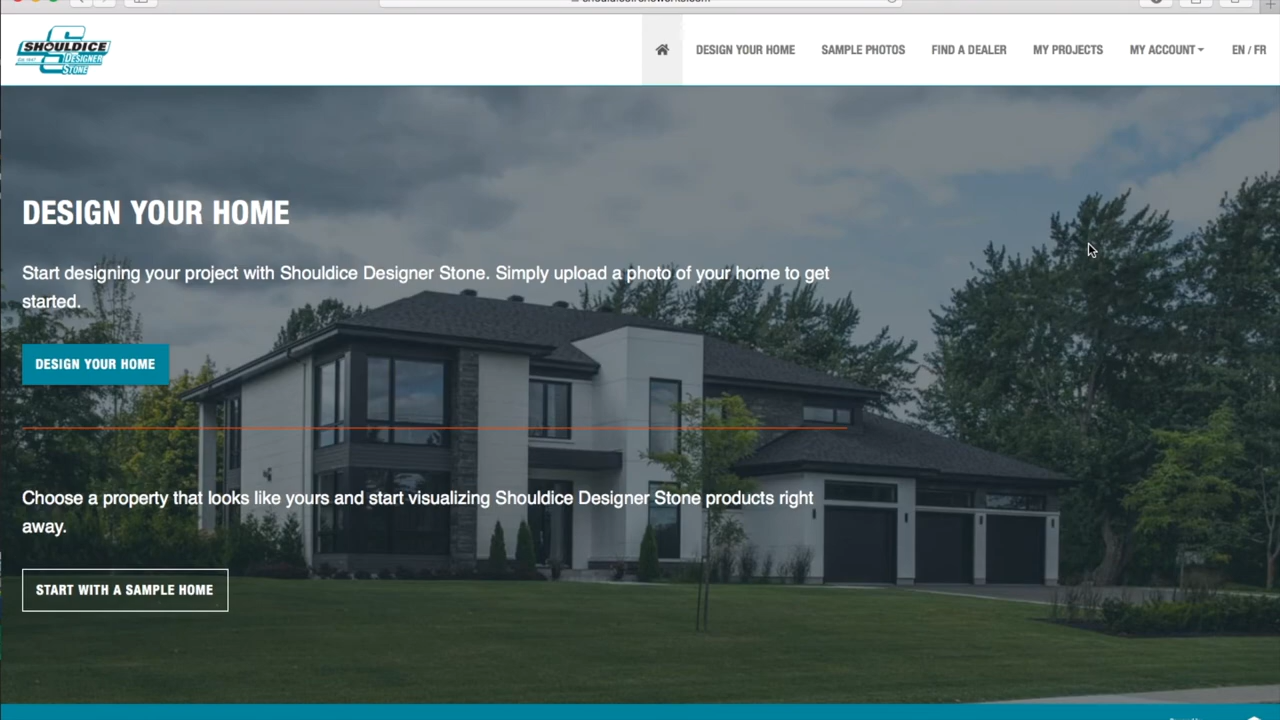 SHOULDICE
DESIGNER
STONE
DESIGN YOUR HOME
SAMPLE PHOTOS
FIND A DEALER
MY PROJECTS
MY ACCOUNT
EN / FR
DESIGN YOUR HOME
Start designing your project with Shouldice Designer Stone. Simply upload a photo of your home to get
started.
DESIGN YOUR HOME
Choose a property that looks like yours and start visualizing Shouldice Designer Stone products right
away.
START WITH A SAMPLE HOME